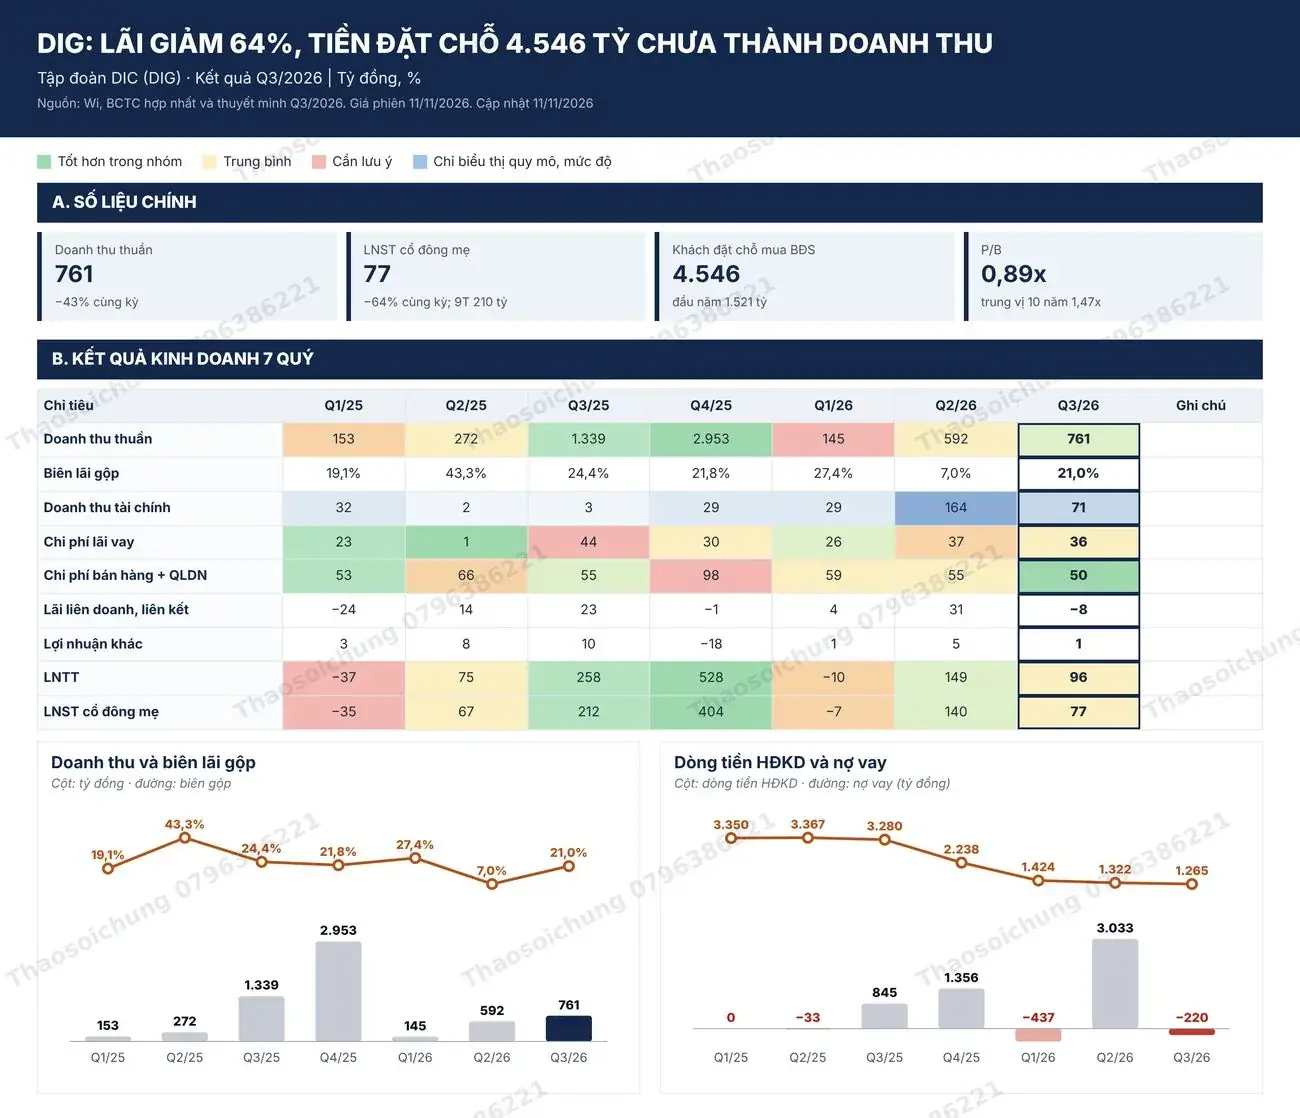 DIG: LÃI GIẢM 64%, TIỀN ĐẶT CHỖ 4.546 TỶ CHƯA THÀNH DOANH THU
Tập đoàn DIC (DIG) · Kết quả Q3/2026 | Tỷ đồng, %
Nguồn: Wi, BCTC hợp nhất và thuyết minh Q3/2026. Giá phiên 11/11/2026. Cập nhật 11/11/2026
Tốt hơn trong nhóm Trung bình Cần lưu ý Chỉ biểu thị quy mô, mức độ
A. SỐ LIỆU CHÍNH
Doanh thu thuần
761
−43% cùng kỳ
LNST cổ đông mẹ
77
−64% cùng kỳ; 9T 210 tỷ
Khách đặt chỗ mua BĐS
4.546
đầu năm 1.521 tỷ
P/B
0,89x
trung vị 10 năm 1,47x
B. KẾT QUẢ KINH DOANH 7 QUÝ
Chỉ tiêu Q1/25 Q2/25 Q3/25 Q4/25 Q1/26 Q2/26 Q3/26 Ghi chú
Doanh thu thuần 153 272 1.339 2.953 145 592 761
Biên lãi gộp 19,1% 43,3% 24,4% 21,8% 27,4% 7,0% 21,0%
Doanh thu tài chính 32 2 3 29 29 164 71
Chi phí lãi vay 23 1 44 30 26 37 36
Chi phí bán hàng + QLDN 53 66 55 98 59 55 50
Lãi liên doanh, liên kết −24 14 23 −1 4 31 −8
Lợi nhuận khác 3 8 10 −18 1 5 1
LNTT −37 75 258 528 −10 149 96
LNST cổ đông mẹ −35 67 212 404 −7 140 77
Doanh thu và biên lãi gộp
Cột: tỷ đồng · đường: biên gộp
19,1% 43,3% 24,4% 21,8% 27,4% 7,0% 21,0%
153 272 1.339 2.953 145 592 761
Q1/25 Q2/25 Q3/25 Q4/25 Q1/26 Q2/26 Q3/26
Dòng tiền HĐKD và nợ vay
Cột: dòng tiền HĐKD · đường: nợ vay (tỷ đồng)
3.350 3.367 3.280 2.238 1.424 1.322 1.265
0 −33 845 1.356 −437 3.033 −220
Q1/25 Q2/25 Q3/25 Q4/25 Q1/26 Q2/26 Q3/26
Thaosoichung 0796386221